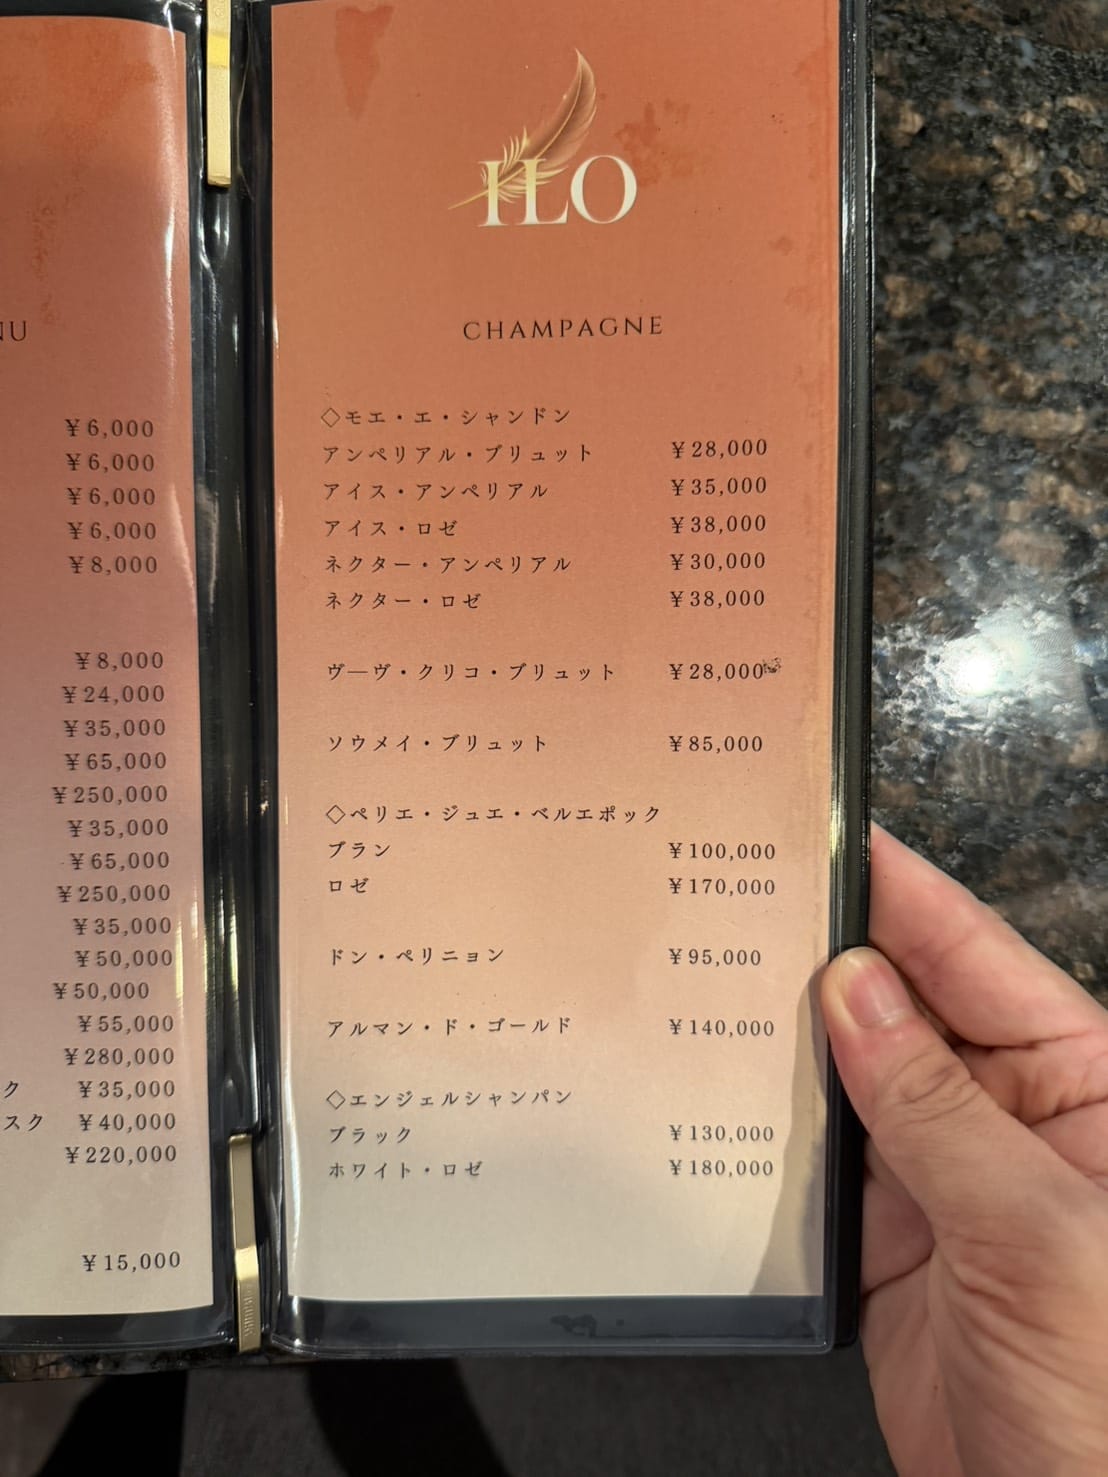 NU
¥6,000
¥6,000
¥6,000
¥6,000
¥8,000
¥8,000
¥24,000
¥35,000
¥65,000
¥250,000
¥35,000
¥65,000
¥250,000
¥35,000
¥50,000
¥50,000
¥55,000
¥280,000
ク ¥35,000
スク ¥40,000
¥220,000
¥15,000
ILO
CHAMPAGNE
◇モエ・エ・シャンドン
アンペリアル・ブリュット ¥28,000
アイス・アンペリアル ¥35,000
アイス・ロゼ ¥38,000
ネクター・アンペリアル ¥30,000
ネクター・ロゼ ¥38,000
ヴ―ヴ・クリコ・ブリュット ¥28,000
ソウメイ・ブリュット ¥85,000
◇ペリエ・ジュエ・ベルエポック
ブラン ¥100,000
ロゼ ¥170,000
ドン・ペリニョン ¥95,000
アルマン・ド・ゴールド ¥140,000
◇エンジェルシャンパン
ブラック ¥130,000
ホワイト・ロゼ ¥180,000